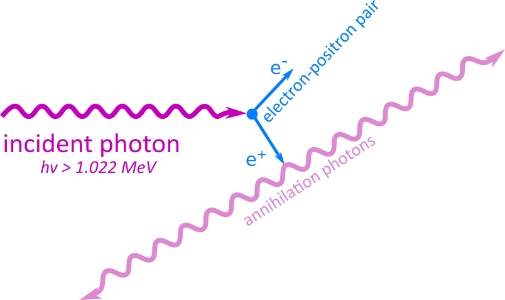 e⁻
electron-positron pair
incident photon
hν > 1.022 MeV
e⁺
annihilation photons